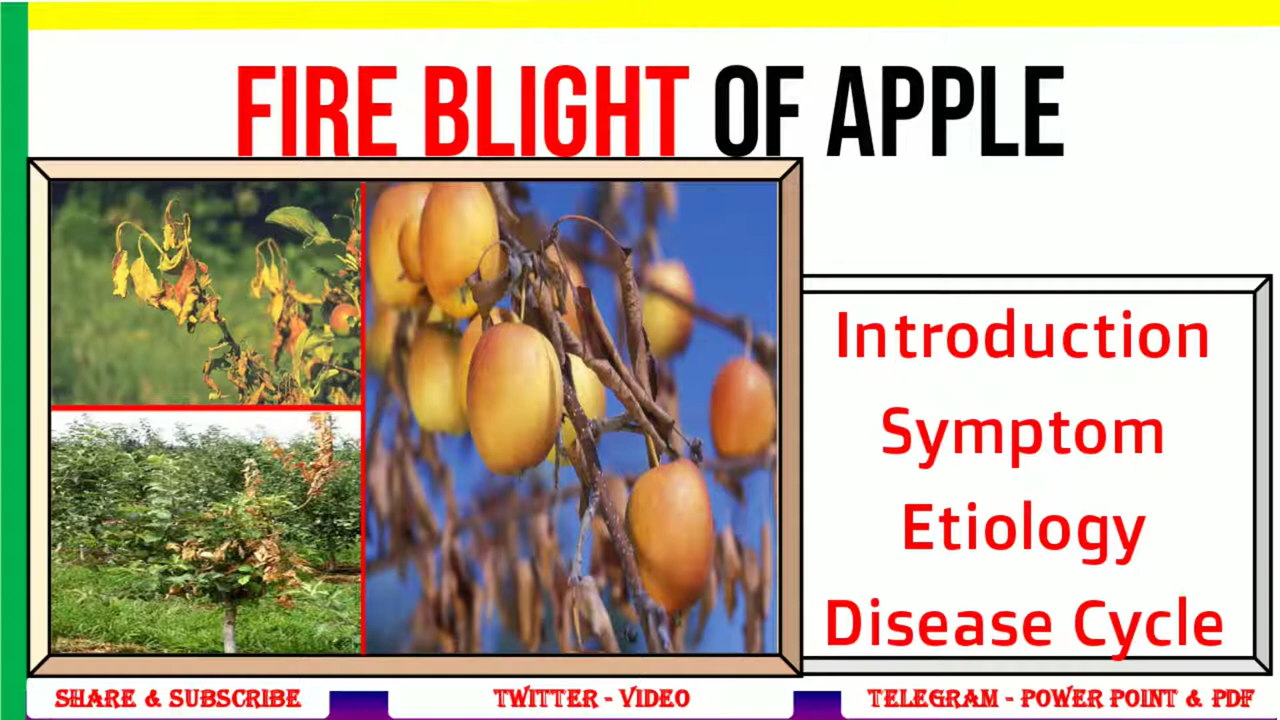 FIRE BLIGHT OF APPLE
Introduction
Symptom
Etiology
Disease Cycle
SHARE & SUBSCRIBE
TWITTER - VIDEO
TELEGRAM - POWER POINT & PDF